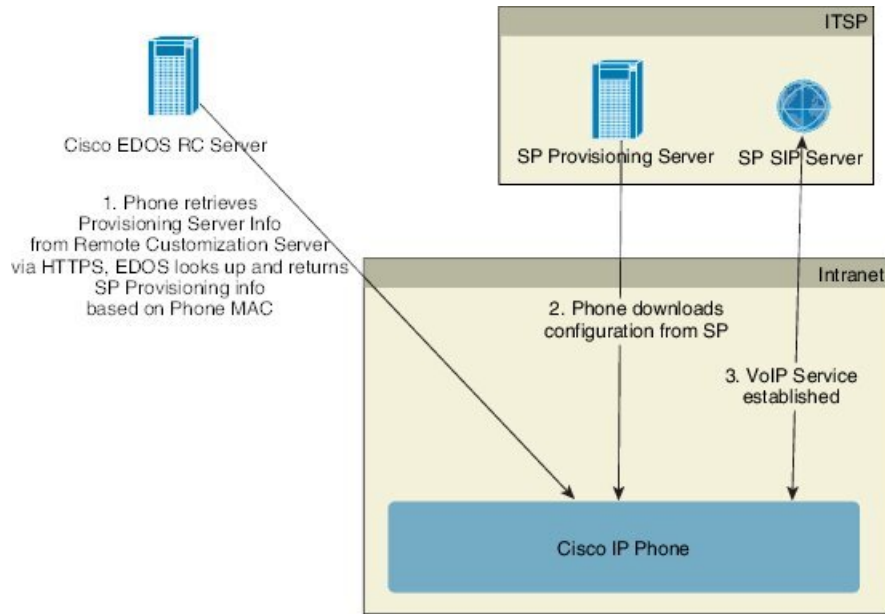 ITSP
Cisco EDOS RC Server
SP Provisioning Server
SP SIP Server
1. Phone retrieves
Provisioning Server Info
from Remote Customization Server
via HTTPS, EDOS looks up and returns
SP Provisioning info
based on Phone MAC
Intranet
2. Phone downloads
configuration from SP
3. VoIP Service
established
Cisco IP Phone